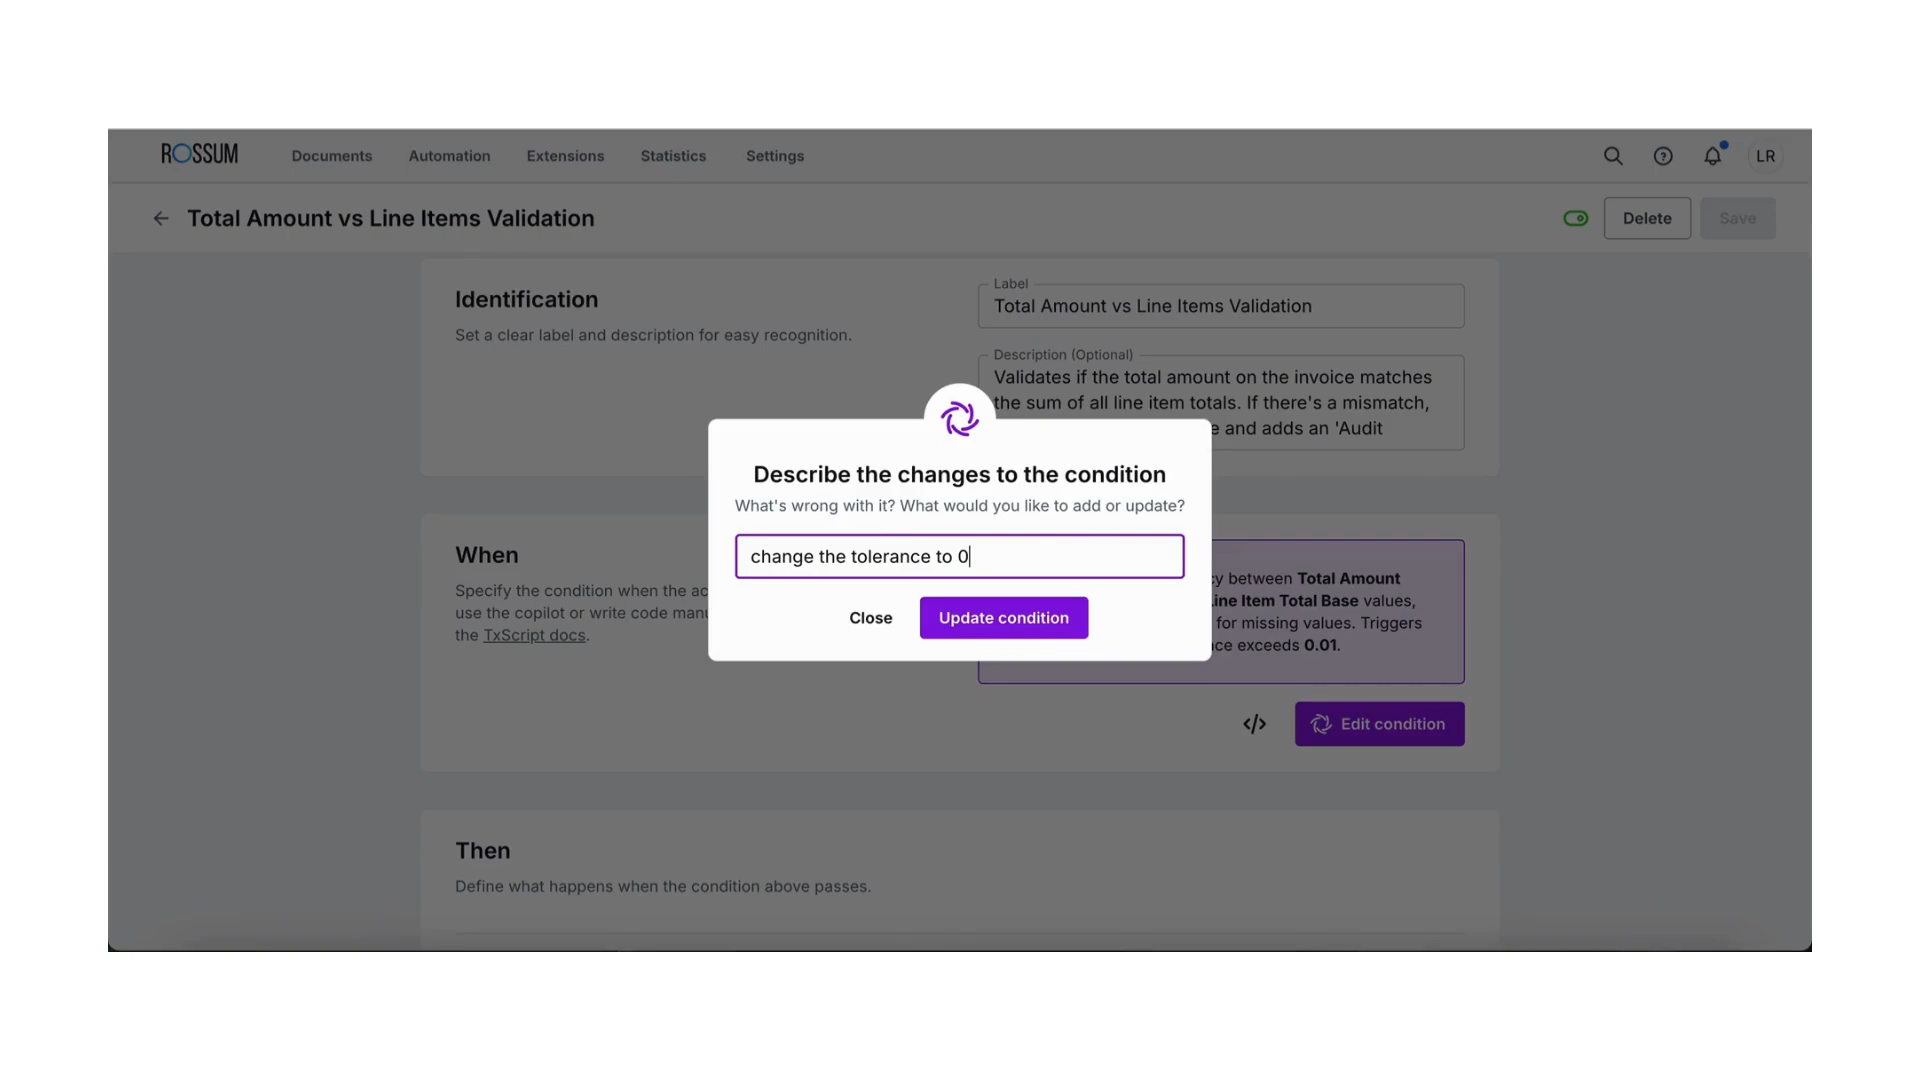 ROSSUM
Documents
Automation
Extensions
Statistics
Settings
LR
Total Amount vs Line Items Validation
Delete
Save
Identification
Set a clear label and description for easy recognition.
Label
Total Amount vs Line Items Validation
Description (Optional)
Validates if the total amount on the invoice matches
the sum of all line item totals. If there's a mismatch,
and adds an 'Audit
Describe the changes to the condition
What's wrong with it? What would you like to add or update?
change the tolerance to 0
Close
Update condition
When
Specify the condition when the
use the copilot or write code
the TxScript docs.
between Total Amount
Line Item Total Base values,
for missing values. Triggers
exceeds 0.01.
</>
Edit condition
Then
Define what happens when the condition above passes.